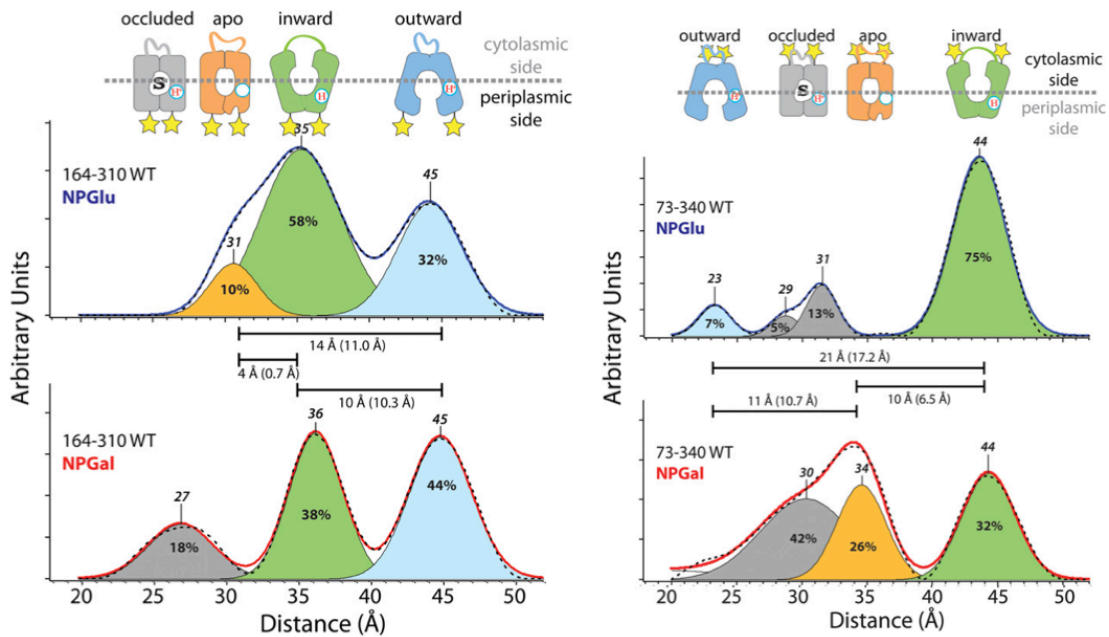 occluded apo inward outward
cytolasmic
side
periplasmic
side
S H⁺ H H⁺
Arbitrary Units
164-310 WT
NPGlu
31
10%
35
58%
45
32%
14 Å (11.0 Å)
4 Å (0.7 Å)
10 Å (10.3 Å)
164-310 WT
NPGal
27
18%
36
38%
45
44%
20 25 30 35 40 45 50
Distance (Å)
outward occluded apo inward
cytoplasmic
side
periplasmic
side
H⁺ S H⁺ H
Arbitrary Units
73-340 WT
NPGlu
23
7%
29
5%
31
13%
44
75%
21 Å (17.2 Å)
11 Å (10.7 Å) 10 Å (6.5 Å)
73-340 WT
NPGal
30
42%
34
26%
44
32%
20 25 30 35 40 45 50
Distance (Å)